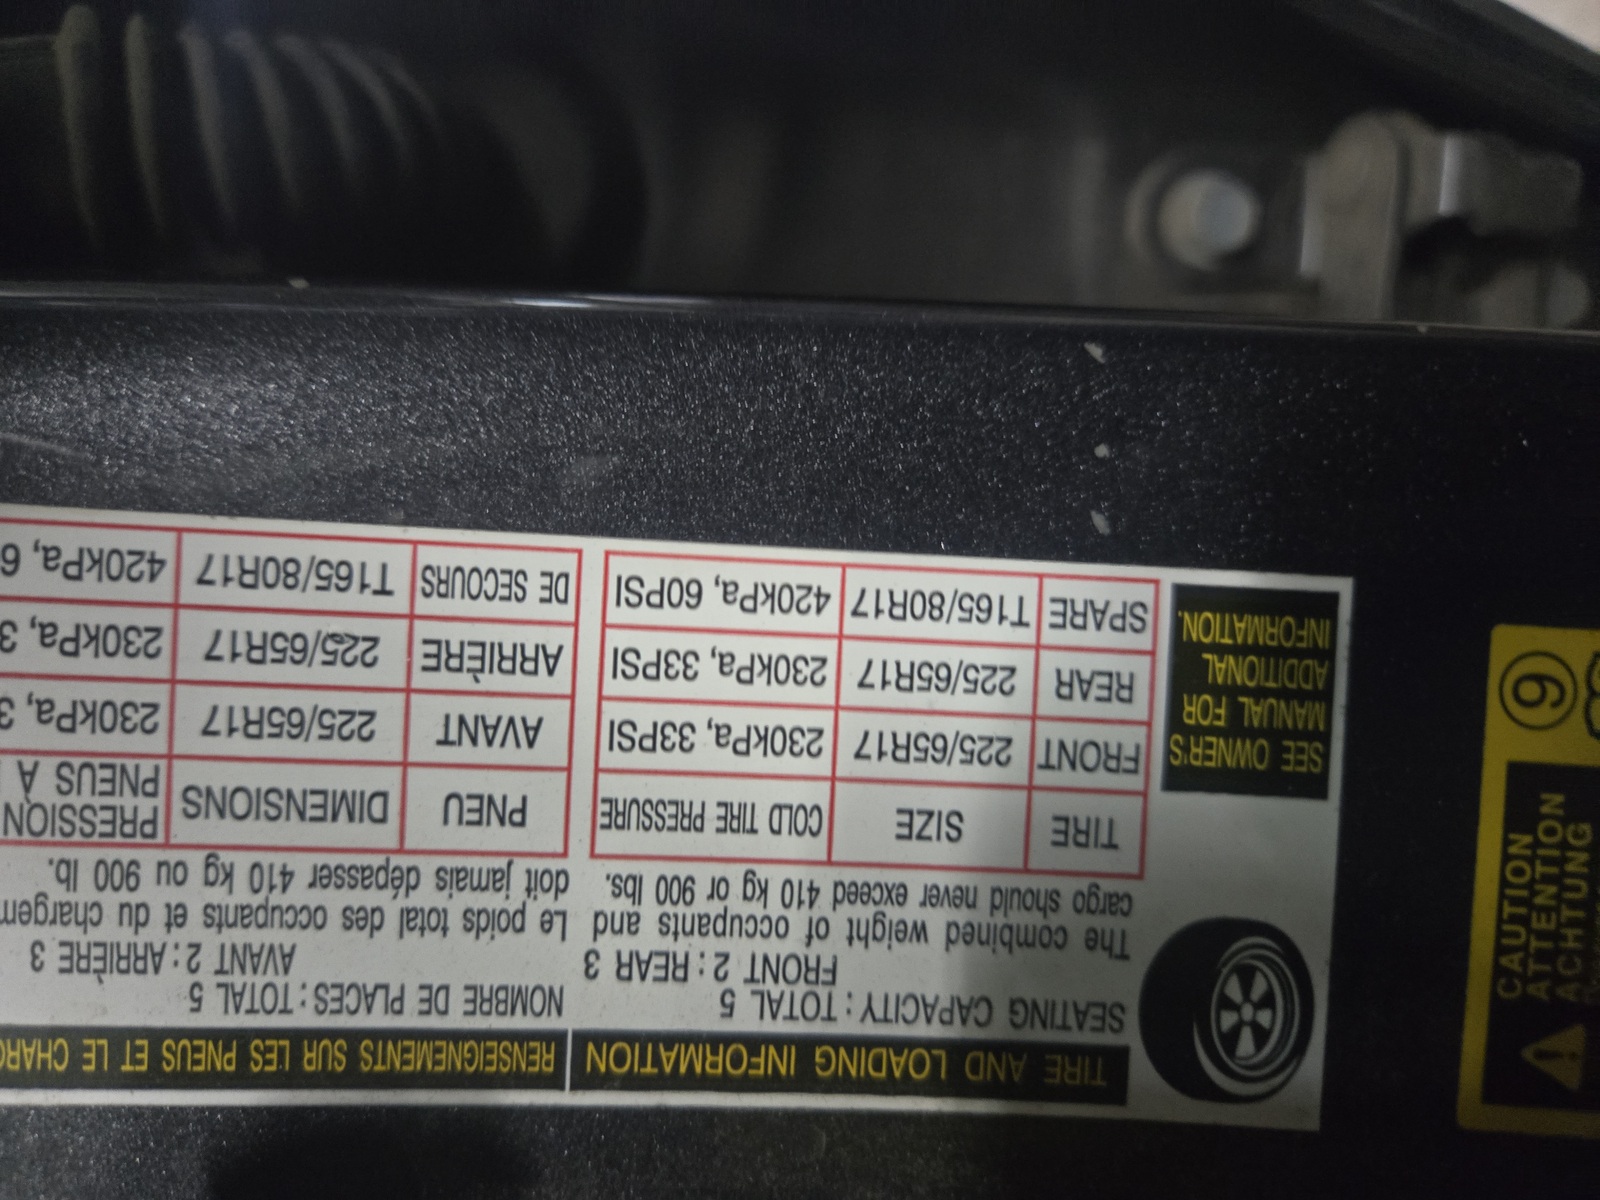 TIRE AND LOADING INFORMATION
SEATING CAPACITY : TOTAL 5
FRONT 2 : REAR 3
The combined weight of occupants and
cargo should never exceed 410 kg or 900 lbs.
TIRE SIZE COLD TIRE PRESSURE
FRONT 225/65R17 230kPa, 33PSI
REAR 225/65R17 230kPa, 33PSI
SPARE T165/80R17 420kPa, 60PSI
SEE OWNER'S
MANUAL FOR
ADDITIONAL
INFORMATION.
RENSEIGNEMENTS SUR LES PNEUS ET LE
NOMBRE DE PLACES : TOTAL 5
AVANT 2 : ARRIÈRE 3
Le poids total des occupants et du
doit jamais dépasser 410 kg ou 900 lb.
PNEU DIMENSIONS PRESSION
PNEUS À
AVANT 225/65R17 230kPa,
ARRIÈRE 225/65R17 230kPa,
DE SECOURS T165/80R17 420kPa,
CAUTION
ATTENTION
ACHTUNG